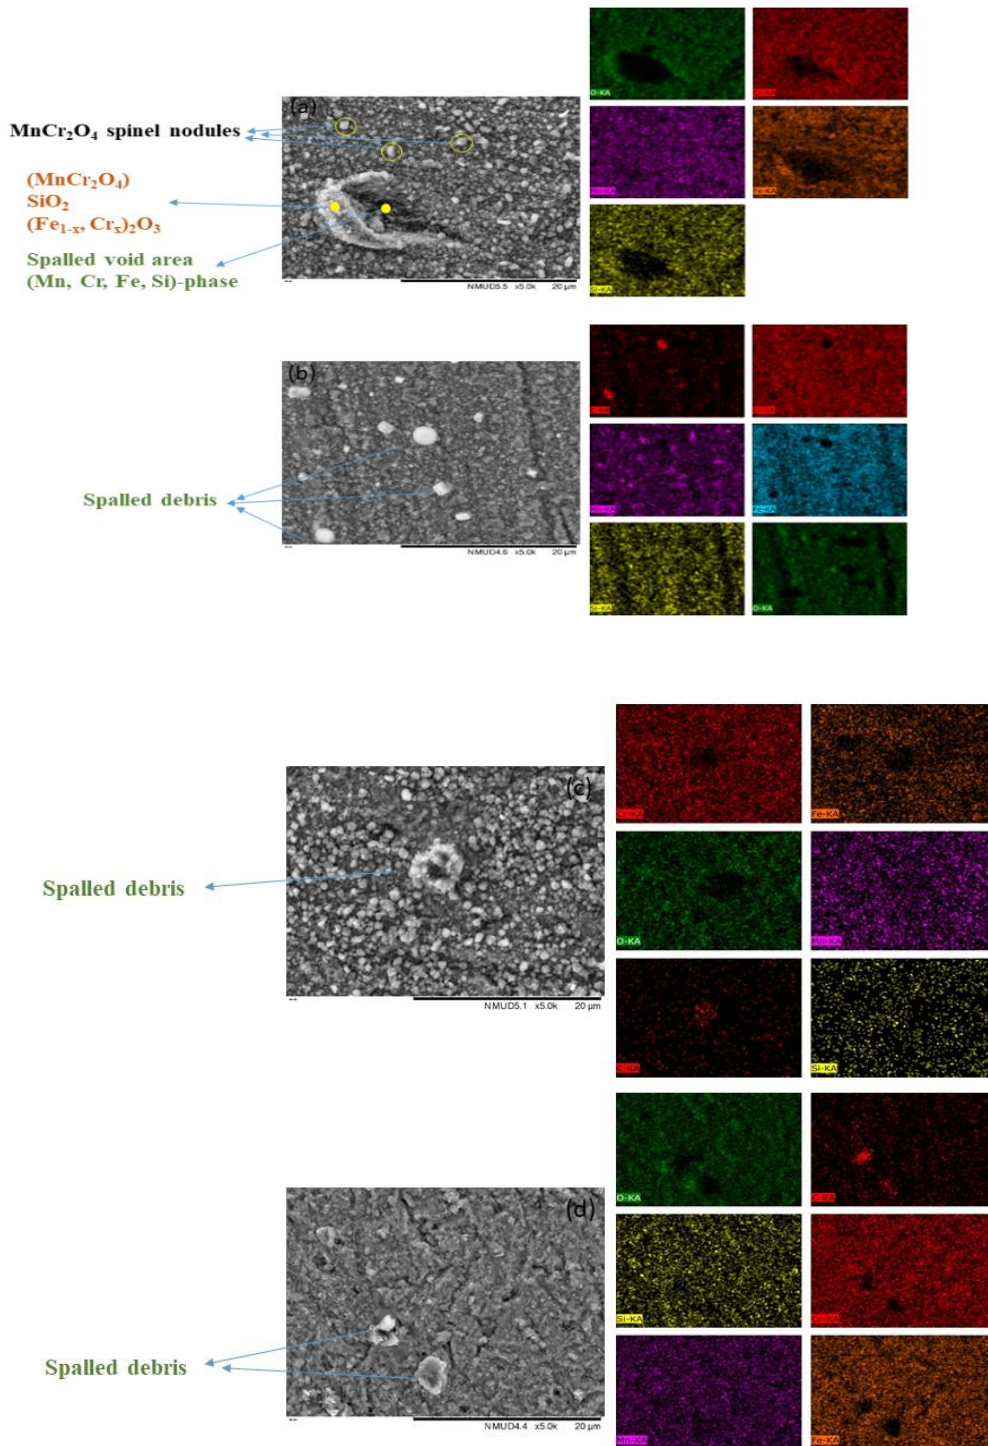 (a)
MnCr₂O₄ spinel nodules
(MnCr₂O₄)
SiO₂
(Fe₁₋ₓ, Crₓ)₂O₃
Spalled void area
(Mn, Cr, Fe, Si)-phase
NMUD5.5 x5.0k 20 µm
O-KA
Mn-KA
Fe-KA
Si-KA
(b)
Spalled debris
NMUD4.6 x5.0k 20 µm
C-KA
Mn-KA
Fe-KA
Si-KA
O-KA
(c)
Spalled debris
NMUD5.1 x5.0k 20 µm
Fe-KA
O-KA
Mn-KA
C-KA
Si-KA
(d)
Spalled debris
NMUD4.4 x5.0k 20 µm
O-KA
C-KA
Si-KA
Mn-KA
Fe-KA